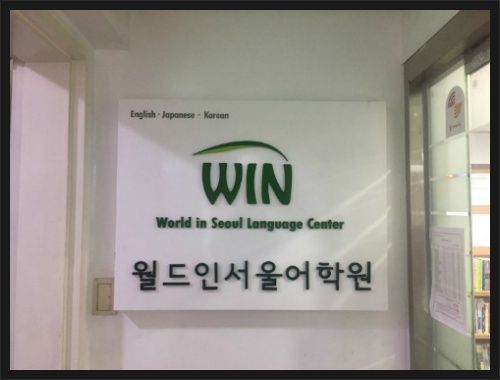 English · Japanese · Korean
WIN
World in Seoul Language Center
월드인서울어학원